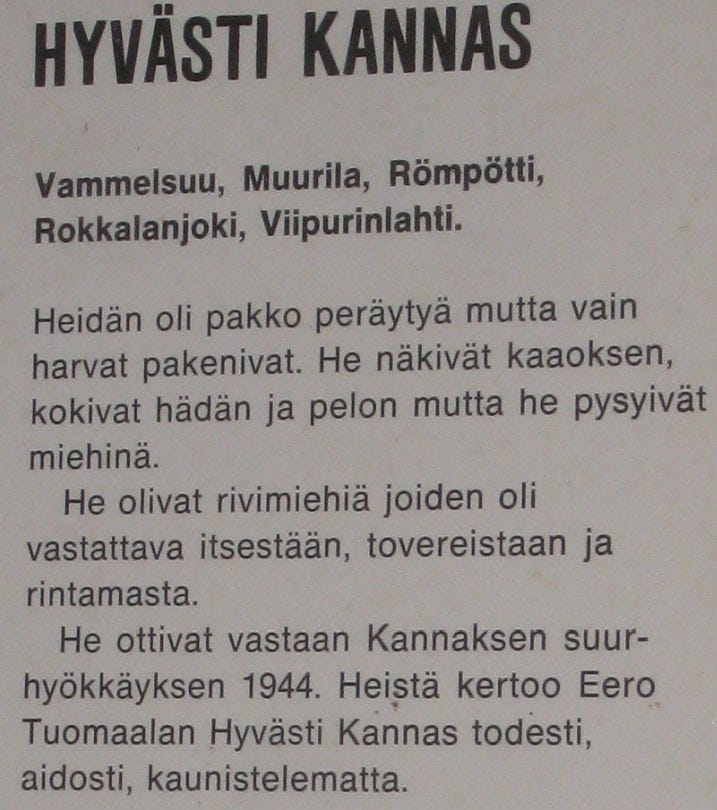 HYVÄSTI KANNAS
Vammelsuu, Muurila, Römpötti,
Rokkalanjoki, Viipurinlahti.
Heidän oli pakko peräytyä mutta vain
harvat pakenivat. He näkivät kaaoksen,
kokivat hädän ja pelon mutta he pysyivät
miehinä.
He olivat rivimiehiä joiden oli
vastattava itsestään, tovereistaan ja
rintamasta.
He ottivat vastaan Kannaksen suur-
hyökkäyksen 1944. Heistä kertoo Eero
Tuomaalan Hyvästi Kannas todesti,
aidosti, kaunistelematta.